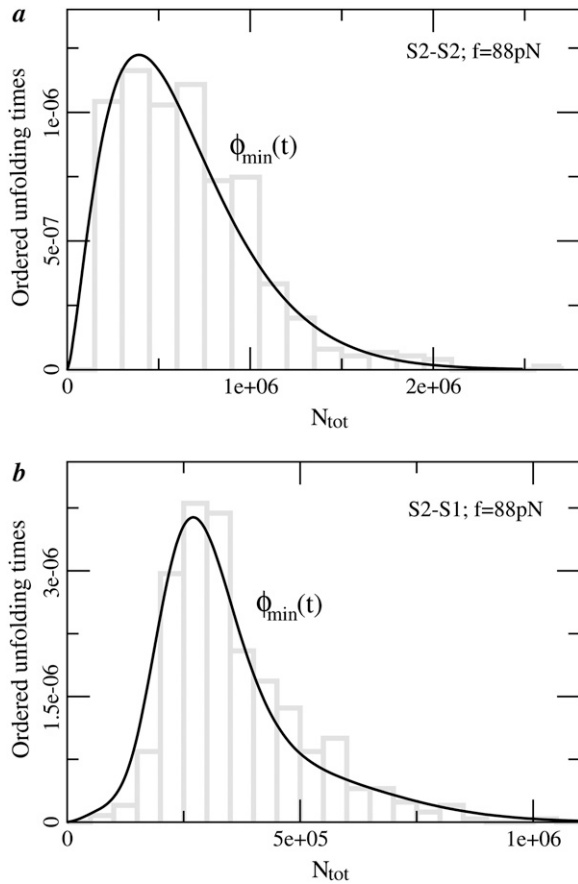 a
S2-S2; f=88pN
ϕmin(t)
Ordered unfolding times
1e-06
5e-07
0
0
1e+06
2e+06
Ntot
b
S2-S1; f=88pN
ϕmin(t)
Ordered unfolding times
3e-06
1.5e-06
0
0
5e+05
1e+06
Ntot